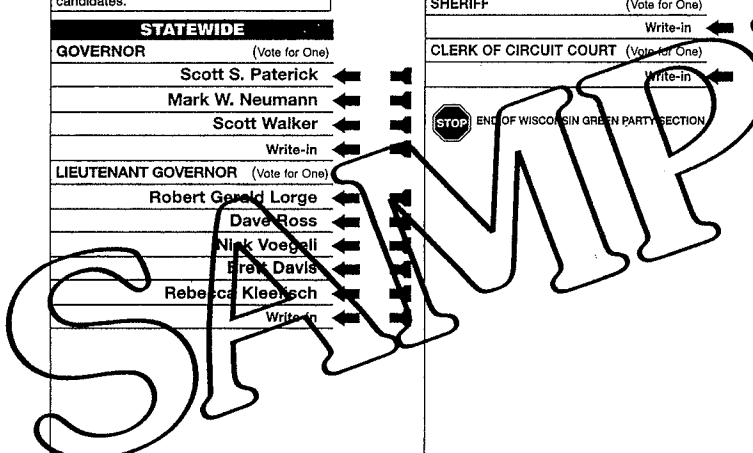 candidates.
STATEWIDE
GOVERNOR (Vote for One)
Scott S. Paterick
Mark W. Neumann
Scott Walker
Write-in
LIEUTENANT GOVERNOR (Vote for One)
Robert Gerald Lorge
Dave Ross
Nick Voegeli
Brett Davis
Rebecca Kleefisch
Write-in
SHERIFF (Vote for One)
Write-in
CLERK OF CIRCUIT COURT (Vote for One)
Write-in
STOP END OF WISCONSIN GREEN PARTY SECTION
SAMP